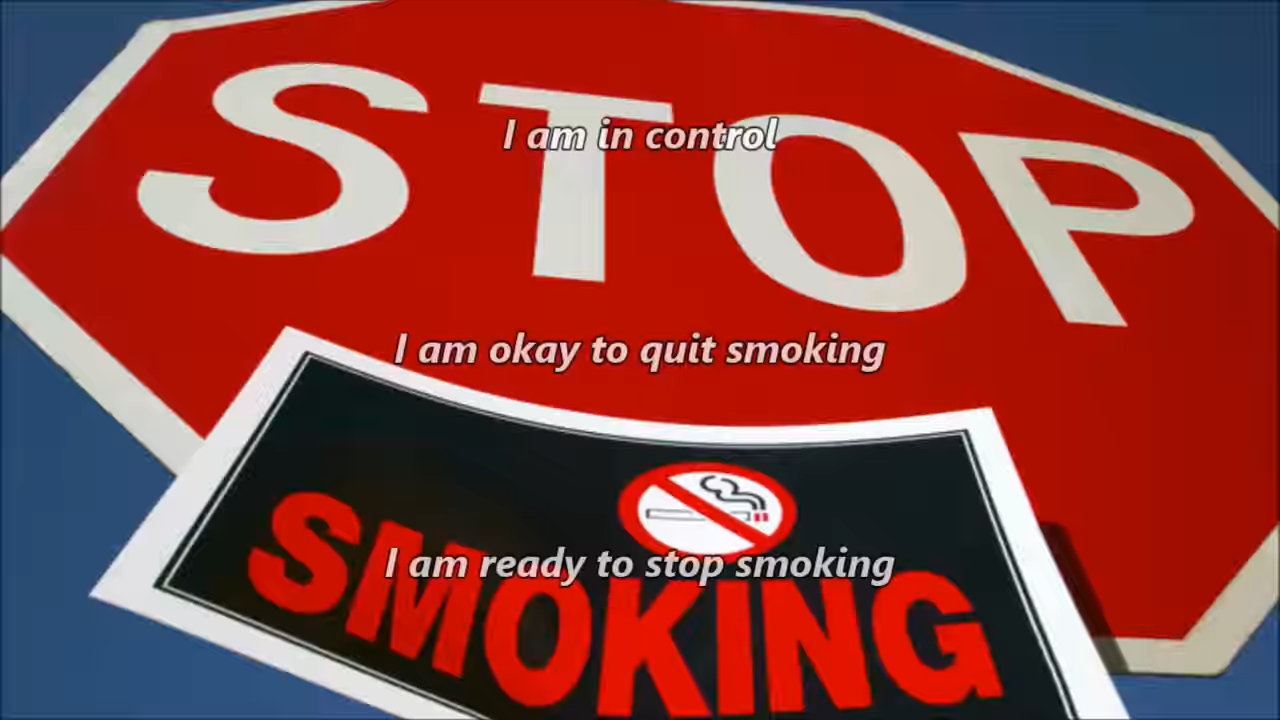 STOP
I am in control
I am okay to quit smoking
I am ready to stop smoking
SMOKING